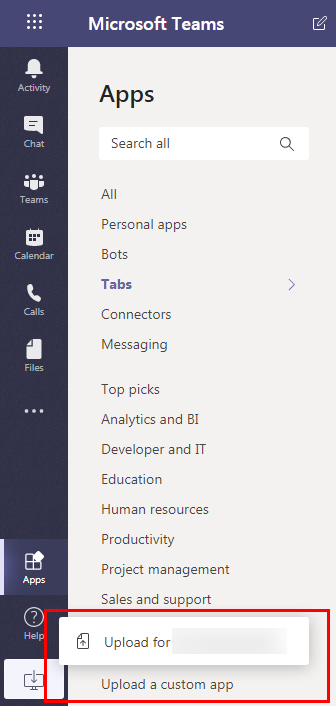 Microsoft Teams
Activity
Chat
Teams
Calendar
Calls
Files
Apps
Help
Apps
Search all
All
Personal apps
Bots
Tabs
Connectors
Messaging
Top picks
Analytics and BI
Developer and IT
Education
Human resources
Productivity
Project management
Sales and support
Upload for
Upload a custom app